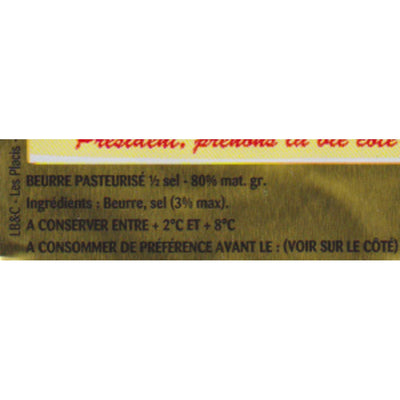 Président, prenons la vie côté
BEURRE PASTEURISÉ ½ sel - 80% mat. gr.
Ingrédients : Beurre, sel (3% max).
A CONSERVER ENTRE + 2°C ET + 8°C
A CONSOMMER DE PRÉFÉRENCE AVANT LE : (VOIR SUR LE CÔTÉ)
LB&C - Les Placis -